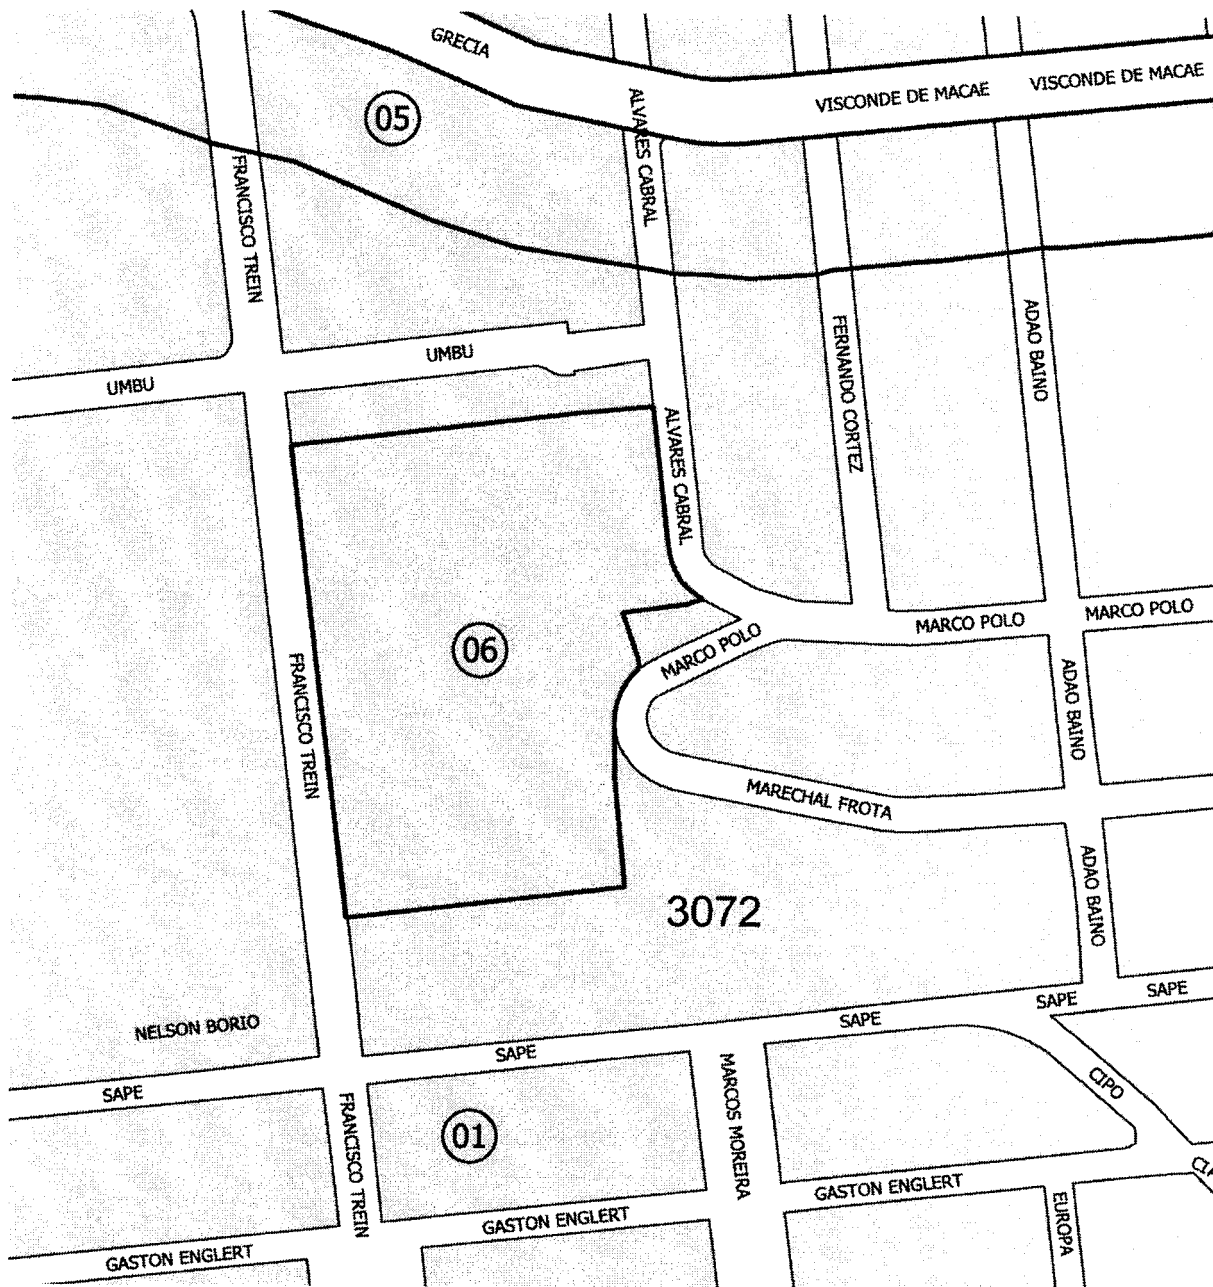 GRECIA
VISCONDE DE MACAE
VISCONDE DE MACAE
05
ALVARES CABRAL
FRANCISCO TREIN
UMBU
UMBU
FERNANDO CORTEZ
ADAO BAINO
ALVARES CABRAL
MARCO POLO
MARCO POLO
MARCO POLO
06
FRANCISCO TREIN
ADAO BAINO
MARECHAL FROTA
ADAO BAINO
3072
NELSON BORIO
SAPE
SAPE
SAPE
SAPE
SAPE
CIPO
FRANCISCO TREIN
01
MARCOS MOREIRA
GASTON ENGLERT
GASTON ENGLERT
GASTON ENGLERT
EUROPA